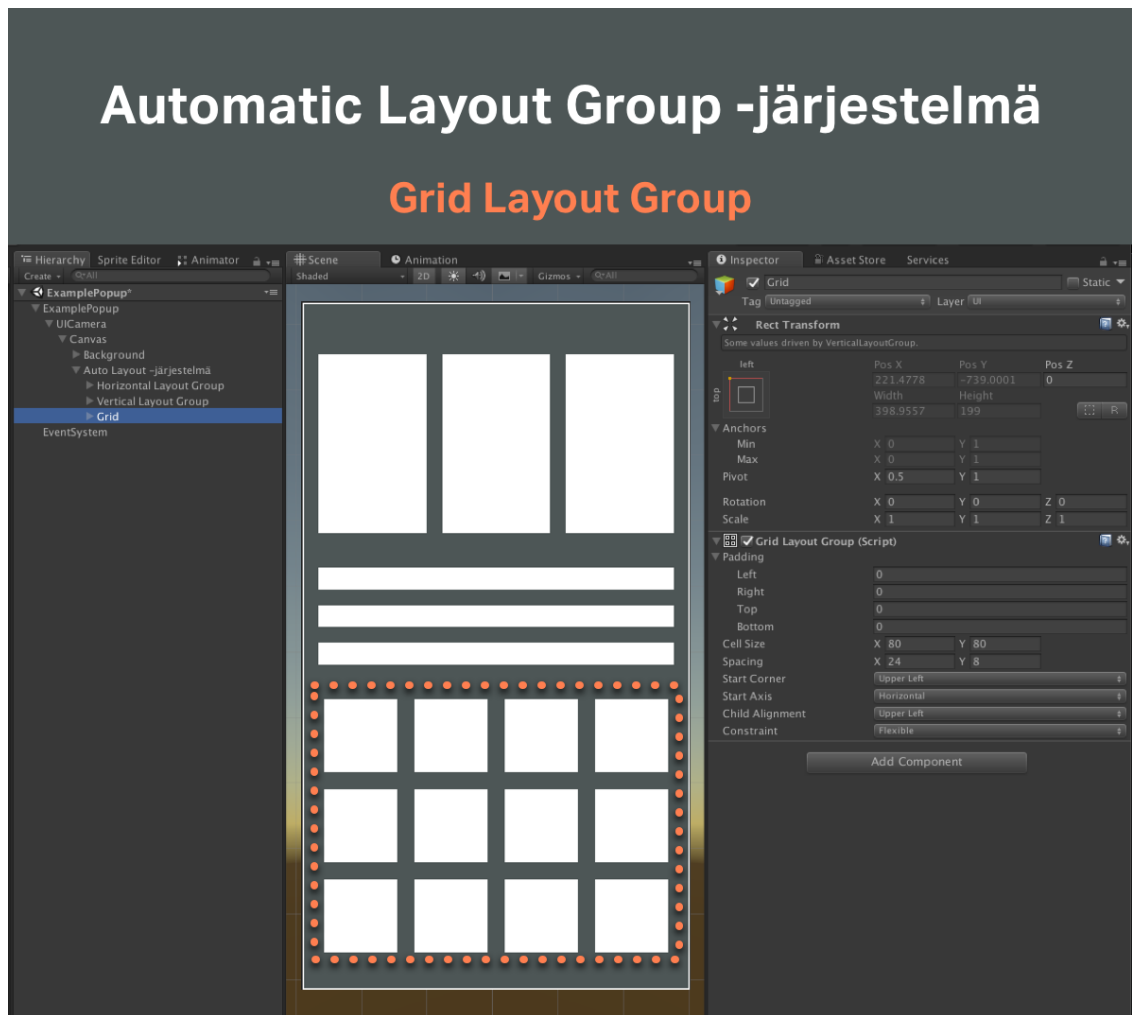 Automatic Layout Group -järjestelmä
Grid Layout Group
Hierarchy Sprite Editor Animator
Create All
ExamplePopup*
ExamplePopup
UICamera
Canvas
Background
Auto Layout -järjestelmä
Horizontal Layout Group
Vertical Layout Group
Grid
EventSystem
Scene Animation
Shaded 2D Gizmos All
Inspector Asset Store Services
Grid Static
Tag Untagged Layer UI
Rect Transform
Some values driven by VerticalLayoutGroup.
left Pos X Pos Y Pos Z
top 221.4778 -739.0001 0
Width Height
398.9557 199 R
Anchors
Min X 0 Y 1
Max X 0 Y 1
Pivot X 0.5 Y 1
Rotation X 0 Y 0 Z 0
Scale X 1 Y 1 Z 1
Grid Layout Group (Script)
Padding
Left 0
Right 0
Top 0
Bottom 0
Cell Size X 80 Y 80
Spacing X 24 Y 8
Start Corner Upper Left
Start Axis Horizontal
Child Alignment Upper Left
Constraint Flexible
Add Component